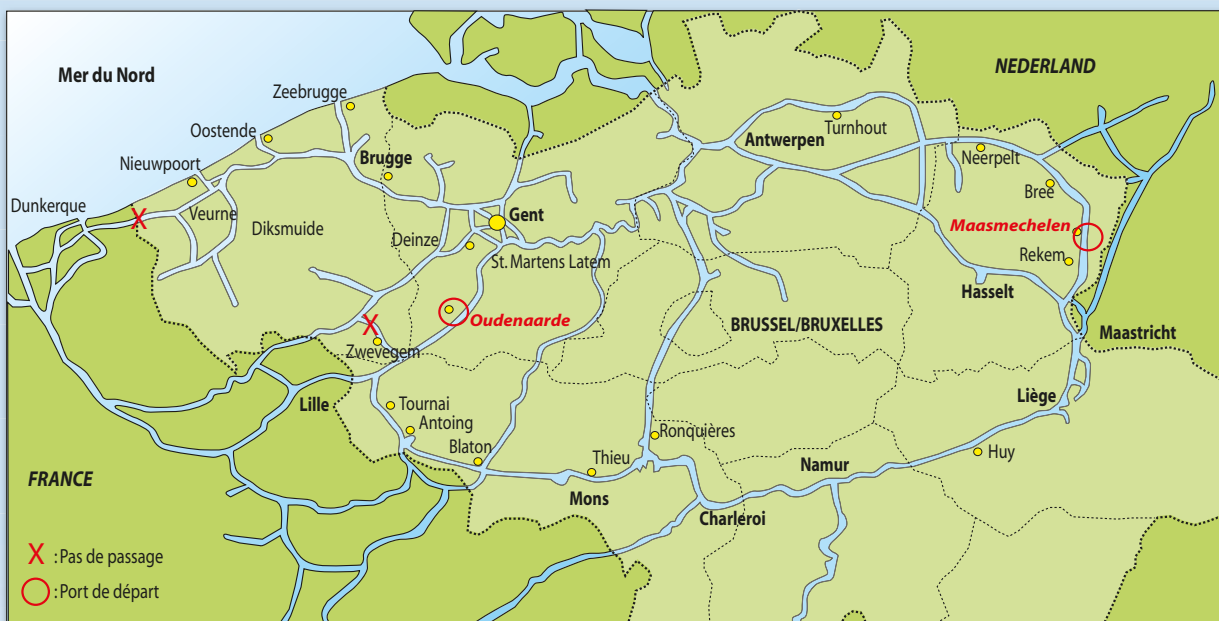 Mer du Nord
NEDERLAND
Zeebrugge
Turnhout
Oostende
Antwerpen
Neerpelt
Brugge
Nieuwpoort
Bree
Dunkerque
Veurne
Gent
Diksmuide
Maasmechelen
Deinze
Rekem
St. Martens Latem
Hasselt
Oudenaarde
BRUSSEL/BRUXELLES
Maastricht
Zwevegem
Liège
Lille
Tournai
Antoing
Ronquières
Blaton
Huy
Thieu
Namur
FRANCE
Mons
Charleroi
X : Pas de passage
: Port de départ